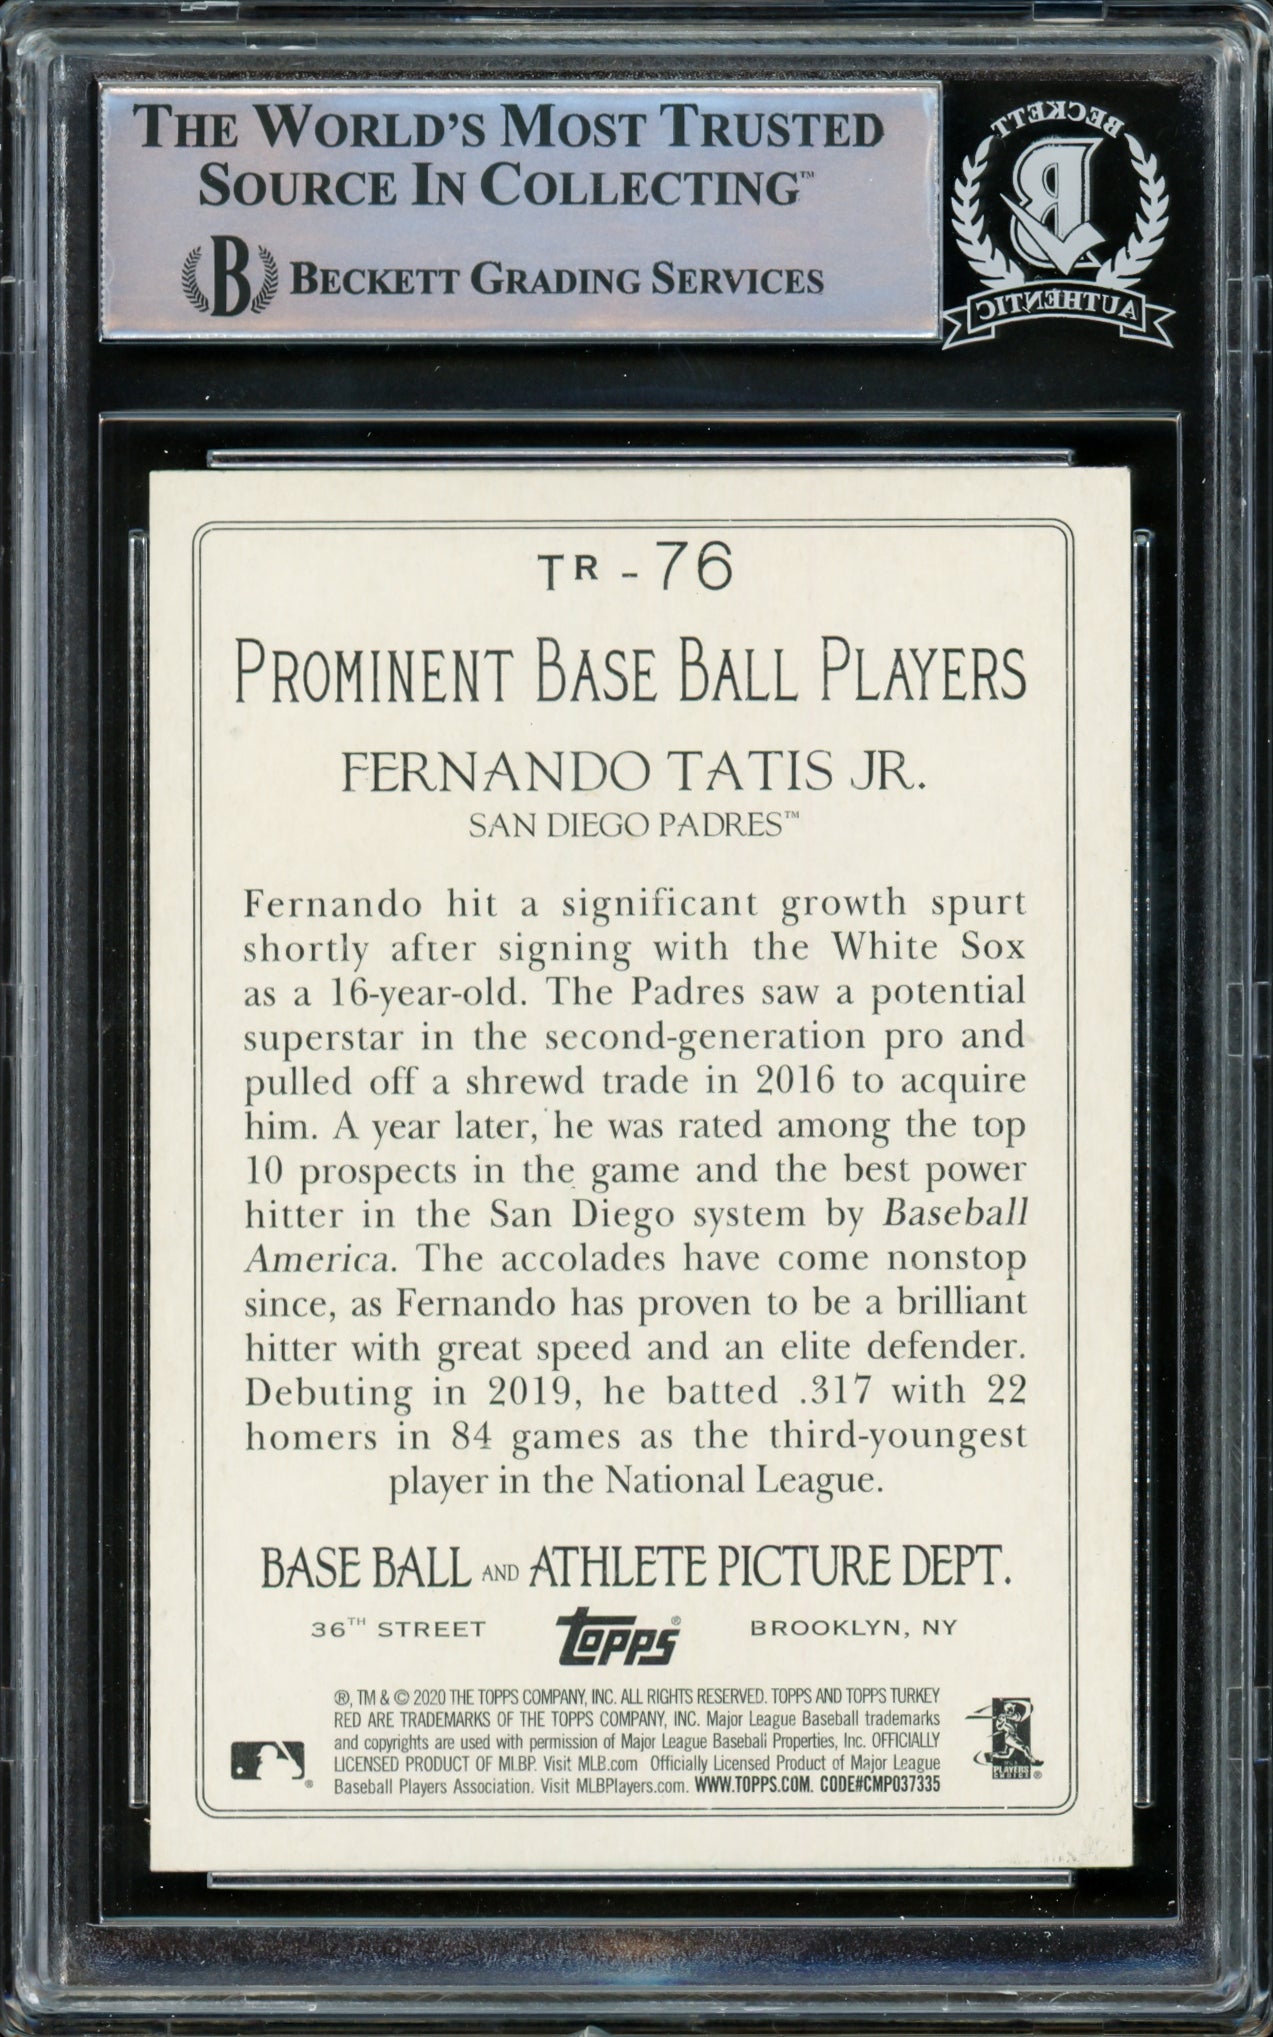 THE WORLD'S MOST TRUSTED
SOURCE IN COLLECTING™
B BECKETT GRADING SERVICES
BECKETT
B
AUTHENTIC
TR-76
PROMINENT BASE BALL PLAYERS
FERNANDO TATIS JR.
SAN DIEGO PADRES™
Fernando hit a significant growth spurt
shortly after signing with the White Sox
as a 16-year-old. The Padres saw a potential
superstar in the second-generation pro and
pulled off a shrewd trade in 2016 to acquire
him. A year later, he was rated among the top
10 prospects in the game and the best power
hitter in the San Diego system by Baseball
America. The accolades have come nonstop
since, as Fernando has proven to be a brilliant
hitter with great speed and an elite defender.
Debuting in 2019, he batted .317 with 22
homers in 84 games as the third-youngest
player in the National League.
BASE BALL AND ATHLETE PICTURE DEPT.
36TH STREET topps® BROOKLYN, NY
®, TM & © 2020 THE TOPPS COMPANY, INC. ALL RIGHTS RESERVED. TOPPS AND TOPPS TURKEY
RED ARE TRADEMARKS OF THE TOPPS COMPANY, INC. Major League Baseball trademarks
and copyrights are used with permission of Major League Baseball Properties, Inc. OFFICIALLY
LICENSED PRODUCT OF MLBP. Visit MLB.com Officially Licensed Product of Major League
Baseball Players Association. Visit MLBPlayers.com. WWW.TOPPS.COM. CODE#CMP037335
PLAYERS
CHOICE®